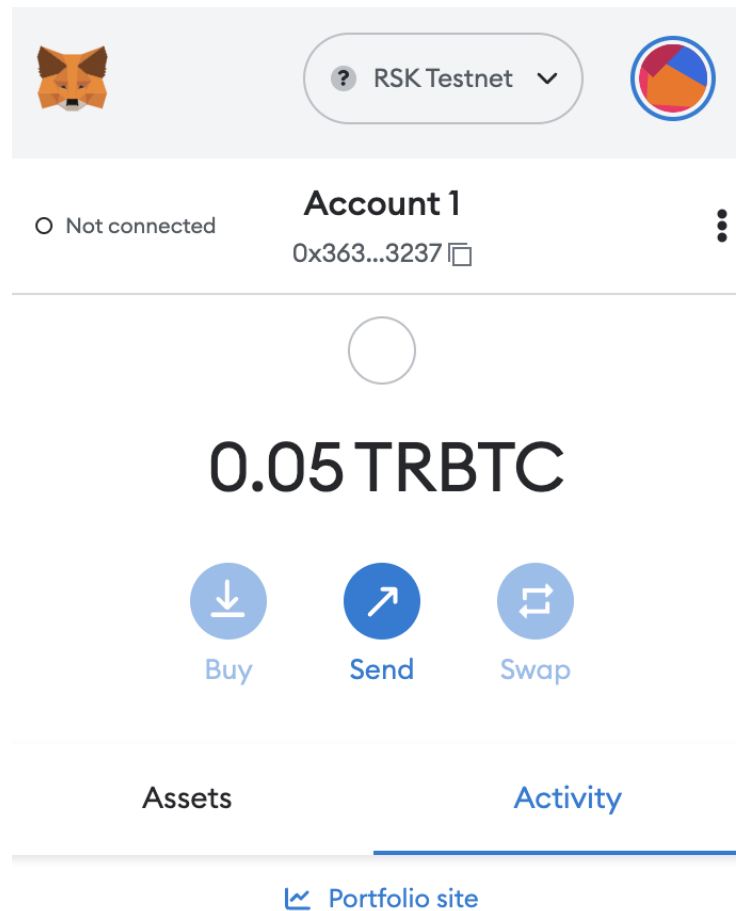 ? RSK Testnet
Not connected
Account 1
0x363...3237
0.05 TRBTC
Buy
Send
Swap
Assets
Activity
Portfolio site